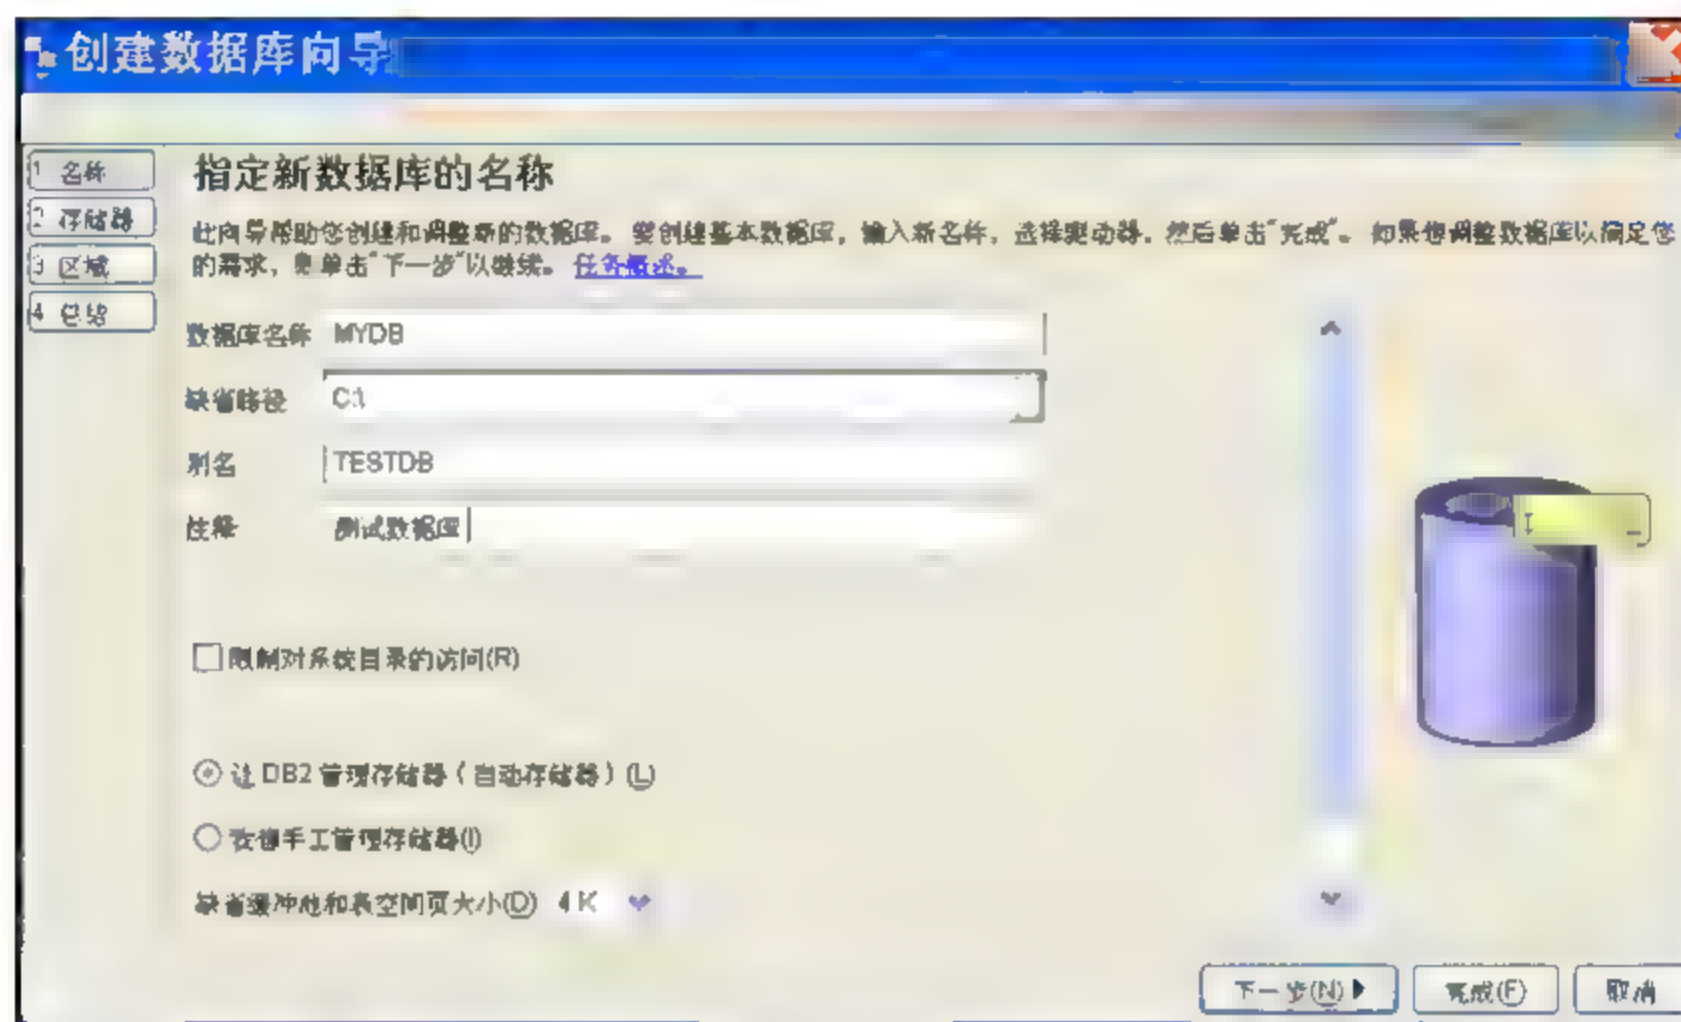 创建数据库向导
1 名称
2 存储器
3 区域
4 总结
指定新数据库的名称
此向导帮助您创建和调整新的数据库。要创建基本数据库，输入新名称，选择驱动器，然后单击“完成”。如果想调整数据库以满足您
的需求，单击“下一步”以继续。任务概述。
数据库名称 MYDB
缺省路径 C:\
别名 TESTDB
注释 测试数据库
限制对系统目录的访问(R)
让 DB2 管理存储器（自动存储器）(L)
我想手工管理存储器(I)
缺省缓冲池和表空间页大小(D) 4 K
下一步(N) 完成(F) 取消